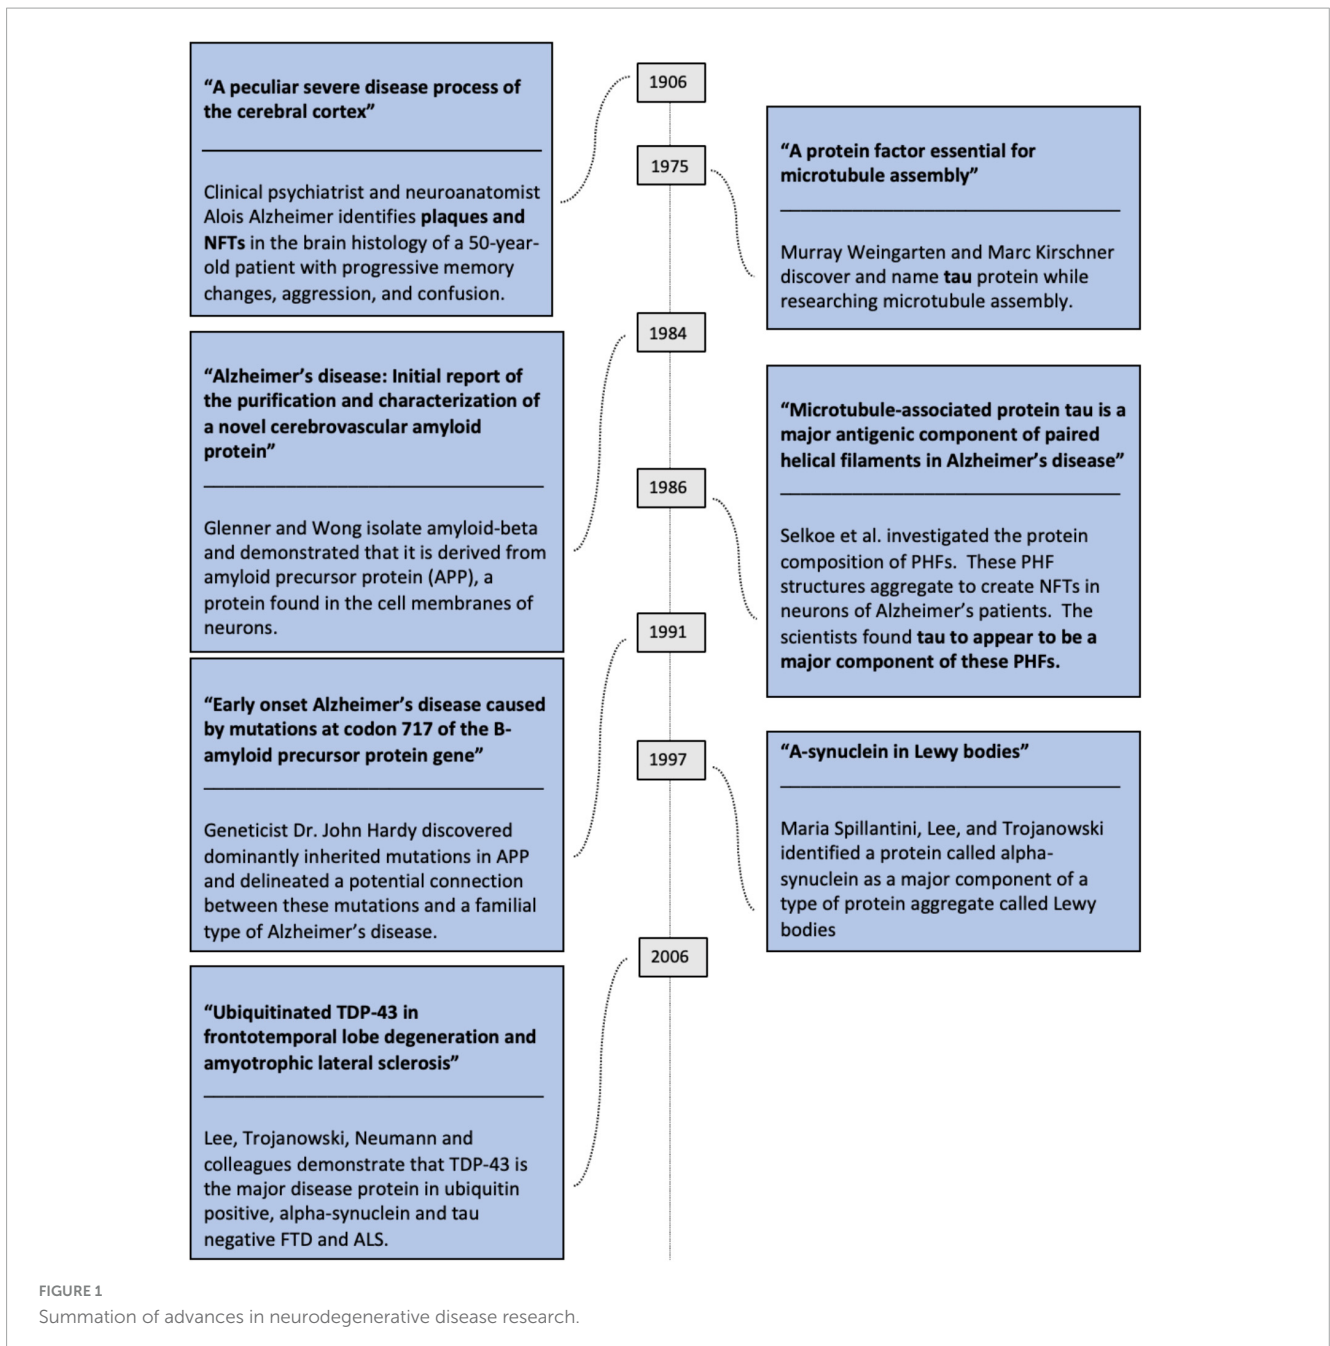 1906
“A peculiar severe disease process of
the cerebral cortex”
Clinical psychiatrist and neuroanatomist
Alois Alzheimer identifies plaques and
NFTs in the brain histology of a 50-year-
old patient with progressive memory
changes, aggression, and confusion.
1975
“A protein factor essential for
microtubule assembly”
Murray Weingarten and Marc Kirschner
discover and name tau protein while
researching microtubule assembly.
1984
“Alzheimer’s disease: Initial report of
the purification and characterization of
a novel cerebrovascular amyloid
protein”
Glenner and Wong isolate amyloid-beta
and demonstrated that it is derived from
amyloid precursor protein (APP), a
protein found in the cell membranes of
neurons.
1986
“Microtubule-associated protein tau is a
major antigenic component of paired
helical filaments in Alzheimer’s disease”
Selkoe et al. investigated the protein
composition of PHFs.  These PHF
structures aggregate to create NFTs in
neurons of Alzheimer’s patients.  The
scientists found tau to appear to be a
major component of these PHFs.
1991
“Early onset Alzheimer’s disease caused
by mutations at codon 717 of the B-
amyloid precursor protein gene”
Geneticist Dr. John Hardy discovered
dominantly inherited mutations in APP
and delineated a potential connection
between these mutations and a familial
type of Alzheimer’s disease.
1997
“A-synuclein in Lewy bodies”
Maria Spillantini, Lee, and Trojanowski
identified a protein called alpha-
synuclein as a major component of a
type of protein aggregate called Lewy
bodies
2006
“Ubiquitinated TDP-43 in
frontotemporal lobe degeneration and
amyotrophic lateral sclerosis”
Lee, Trojanowski, Neumann and
colleagues demonstrate that TDP-43 is
the major disease protein in ubiquitin
positive, alpha-synuclein and tau
negative FTD and ALS.
FIGURE 1
Summation of advances in neurodegenerative disease research.